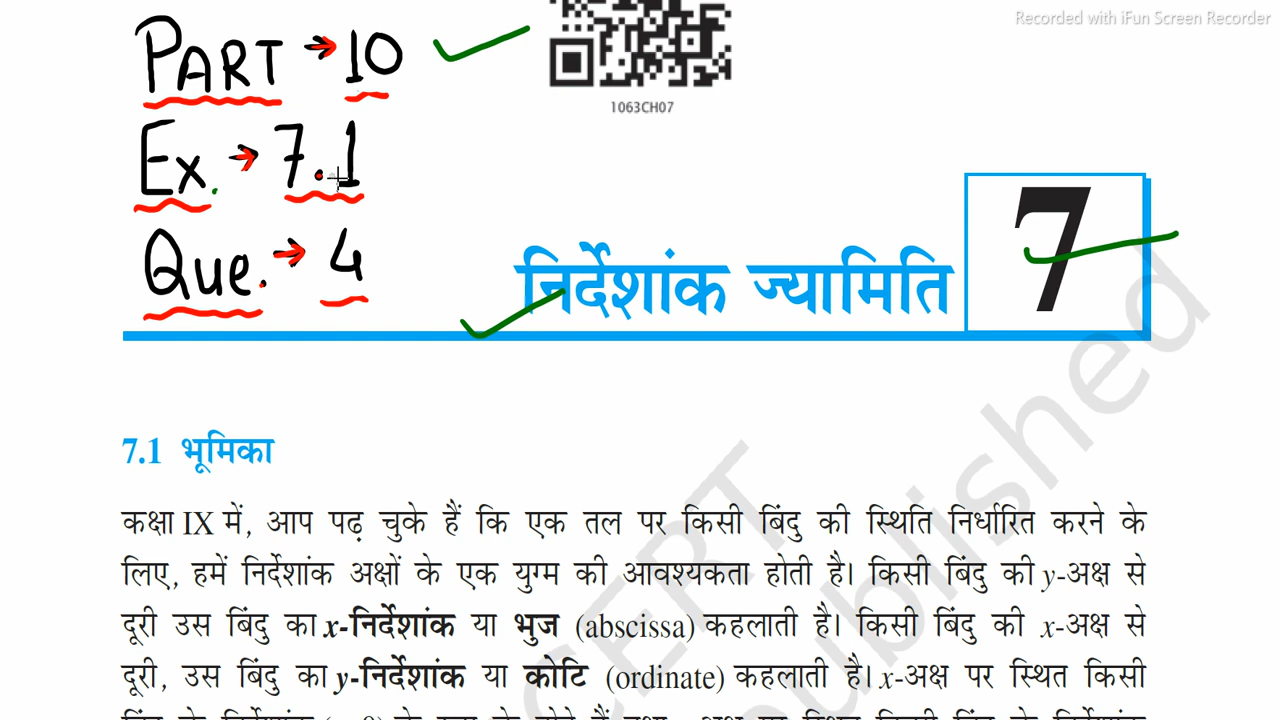 Recorded with iFun Screen Recorder
PART → 10
1063CH07
Ex. → 7.1
Que. → 4
निर्देशांक ज्यामिति 7
7.1 भूमिका
कक्षा IX में, आप पढ़ चुके हैं कि एक तल पर किसी बिंदु की स्थिति निर्धारित करने के
लिए, हमें निर्देशांक अक्षों के एक युग्म की आवश्यकता होती है। किसी बिंदु की y-अक्ष से
दूरी उस बिंदु का x-निर्देशांक या भुज (abscissa) कहलाती है। किसी बिंदु की x-अक्ष से
दूरी, उस बिंदु का y-निर्देशांक या कोटि (ordinate) कहलाती है। x-अक्ष पर स्थित किसी